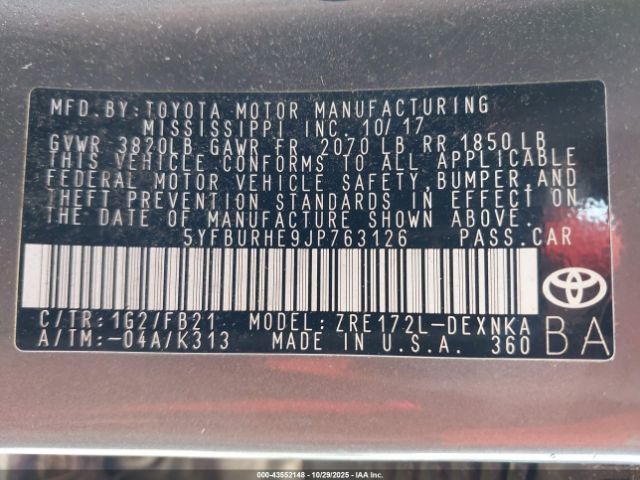 MFD.BY:TOYOTA MOTOR MANUFACTURING
MISSISSIPPI INC. 10/17
GVWR 3820LB GAWR FR 2070 LB RR 1850LB
THIS VEHICLE CONFORMS TO ALL APPLICABLE
FEDERAL MOTOR VEHICLE SAFETY,BUMPER,AND
THEFT PREVENTION STANDARDS IN EFFECT ON
THE DATE OF MANUFACTURE SHOWN ABOVE.
5YFBURHE9JP763126 PASS.CAR
C/TR:1G2/FB21 MODEL: ZRE172L-DEXNKA
A/TM:-04A/K313 MADE IN U.S.A. 360
BA
TOYOTA
000-43552148 - 10/29/2025 - IAA Inc.